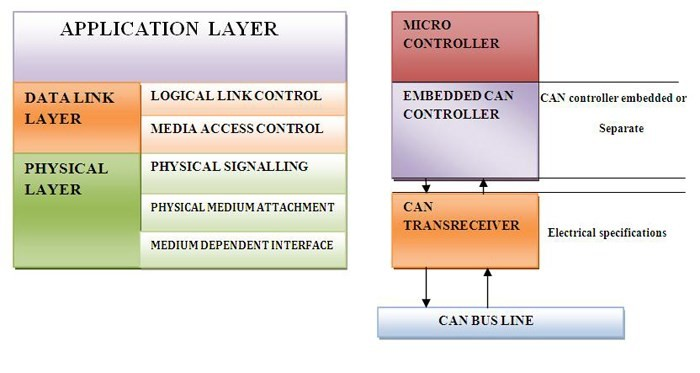 APPLICATION LAYER
DATA LINK
LAYER
LOGICAL LINK CONTROL
MEDIA ACCESS CONTROL
PHYSICAL
LAYER
PHYSICAL SIGNALLING
PHYSICAL MEDIUM ATTACHMENT
MEDIUM DEPENDENT INTERFACE
MICRO
CONTROLLER
EMBEDDED CAN
CONTROLLER
CAN controller embedded or
Separate
CAN
TRANSRECEIVER
Electrical specifications
CAN BUS LINE